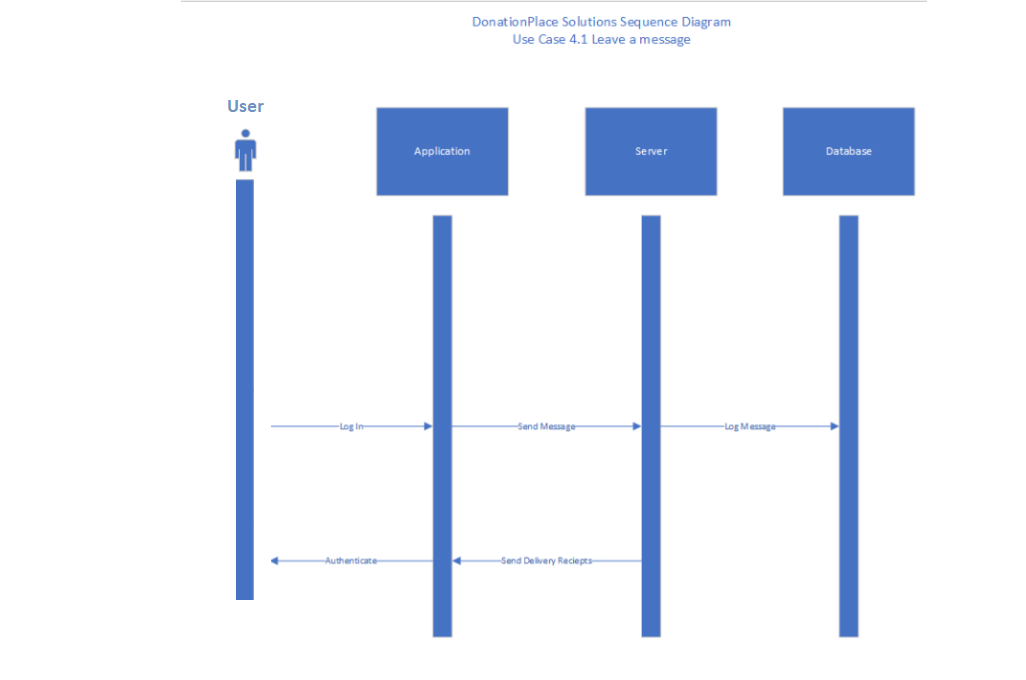 DonationPlace Solutions Sequence Diagram
Use Case 4.1 Leave a message
User
Application
Server
Database
Log In
Send Message
Log Message
Authenticate
Send Delivery Reciepts